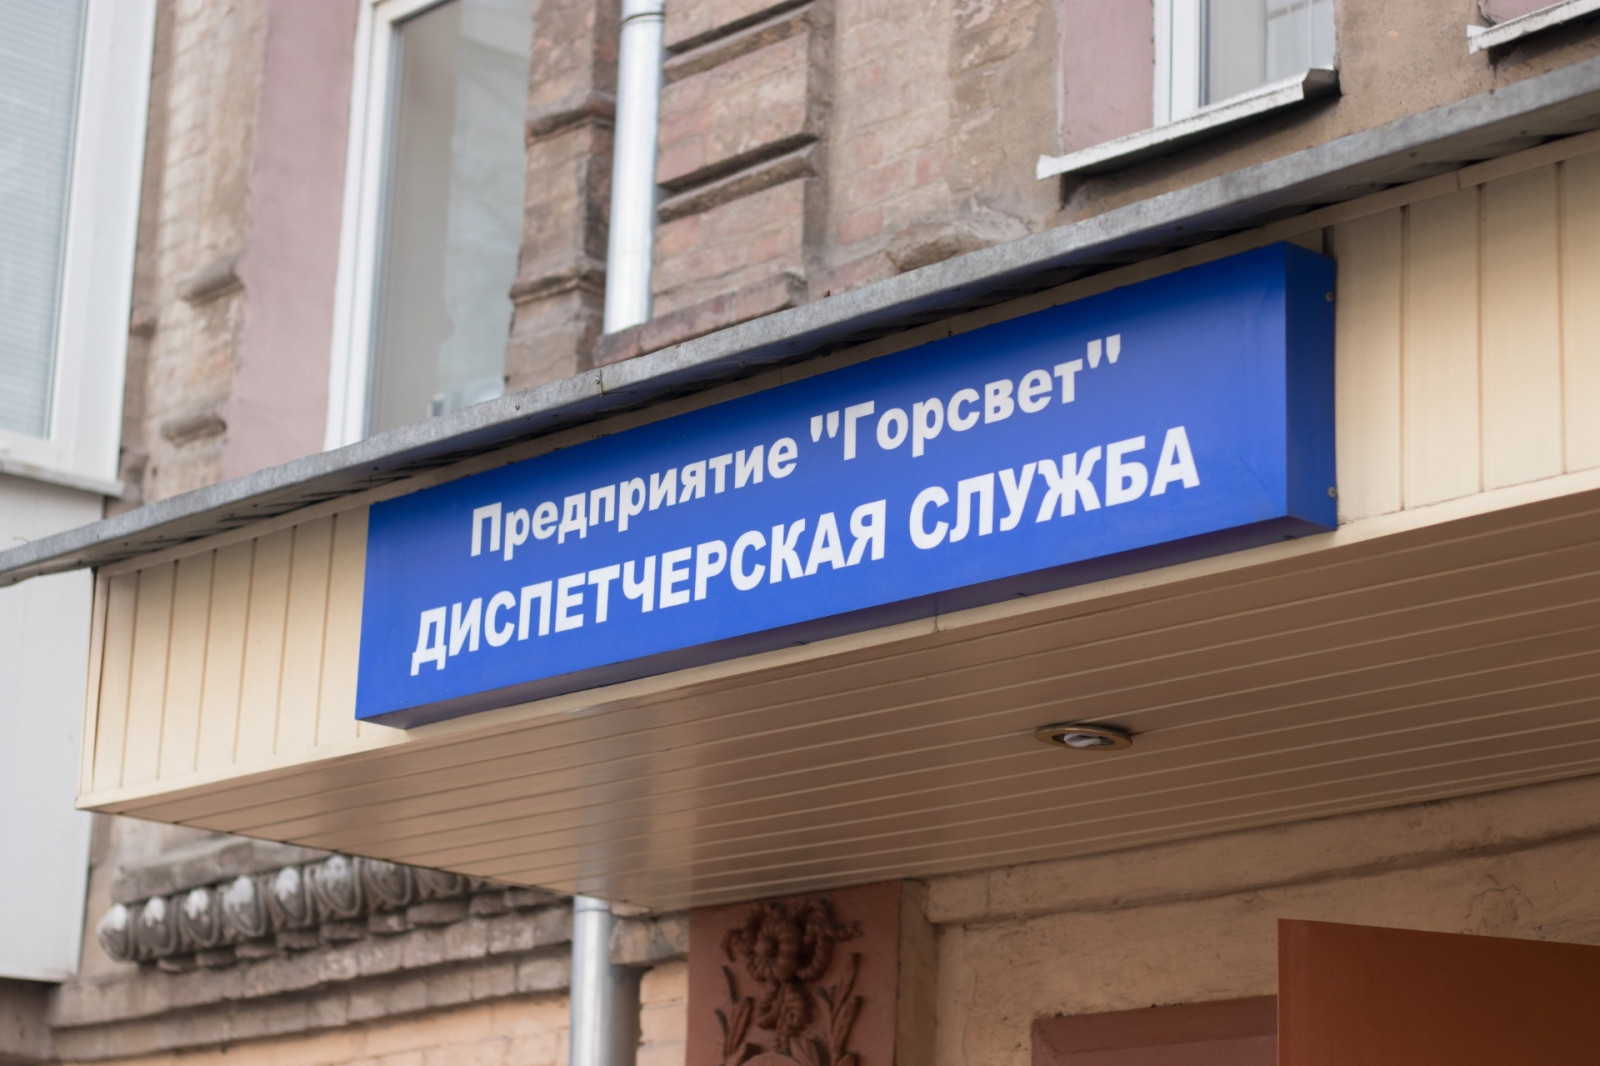 Предприятие "Горсвет"
ДИСПЕТЧЕРСКАЯ СЛУЖБА